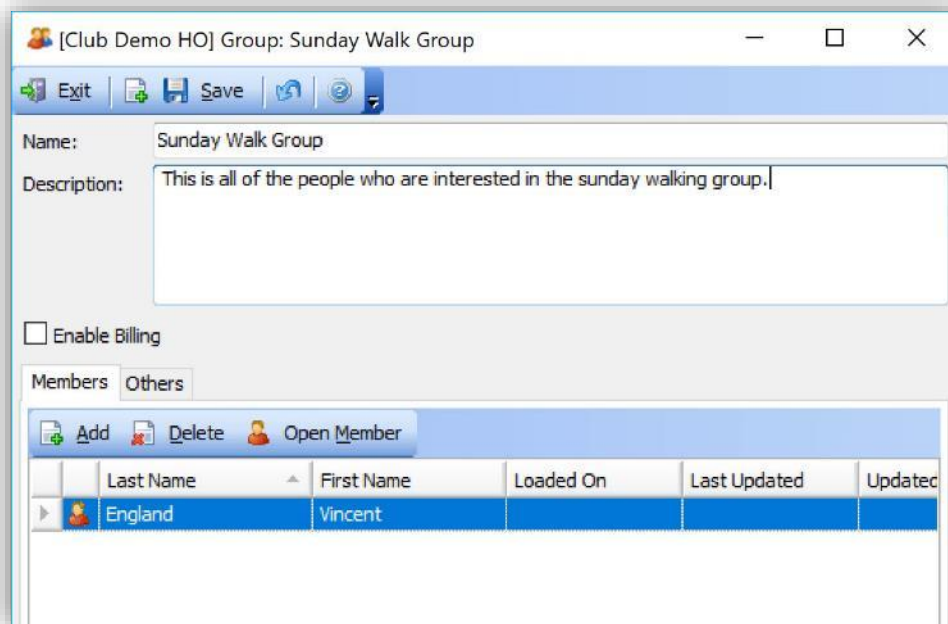 [Club Demo HO] Group: Sunday Walk Group
Exit Save
Name: Sunday Walk Group
Description: This is all of the people who are interested in the sunday walking group.
Enable Billing
Members Others
Add Delete Open Member
Last Name First Name Loaded On Last Updated Updated
England Vincent